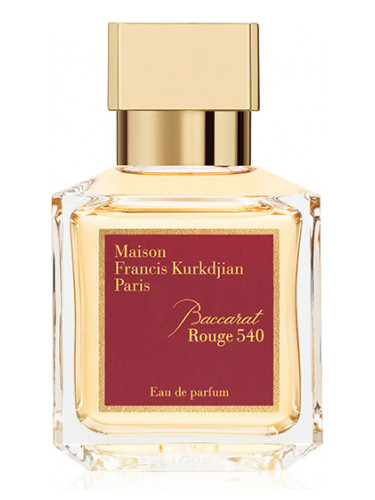 Maison
Francis Kurkdjian
Paris
Baccarat
Rouge 540
Eau de parfum